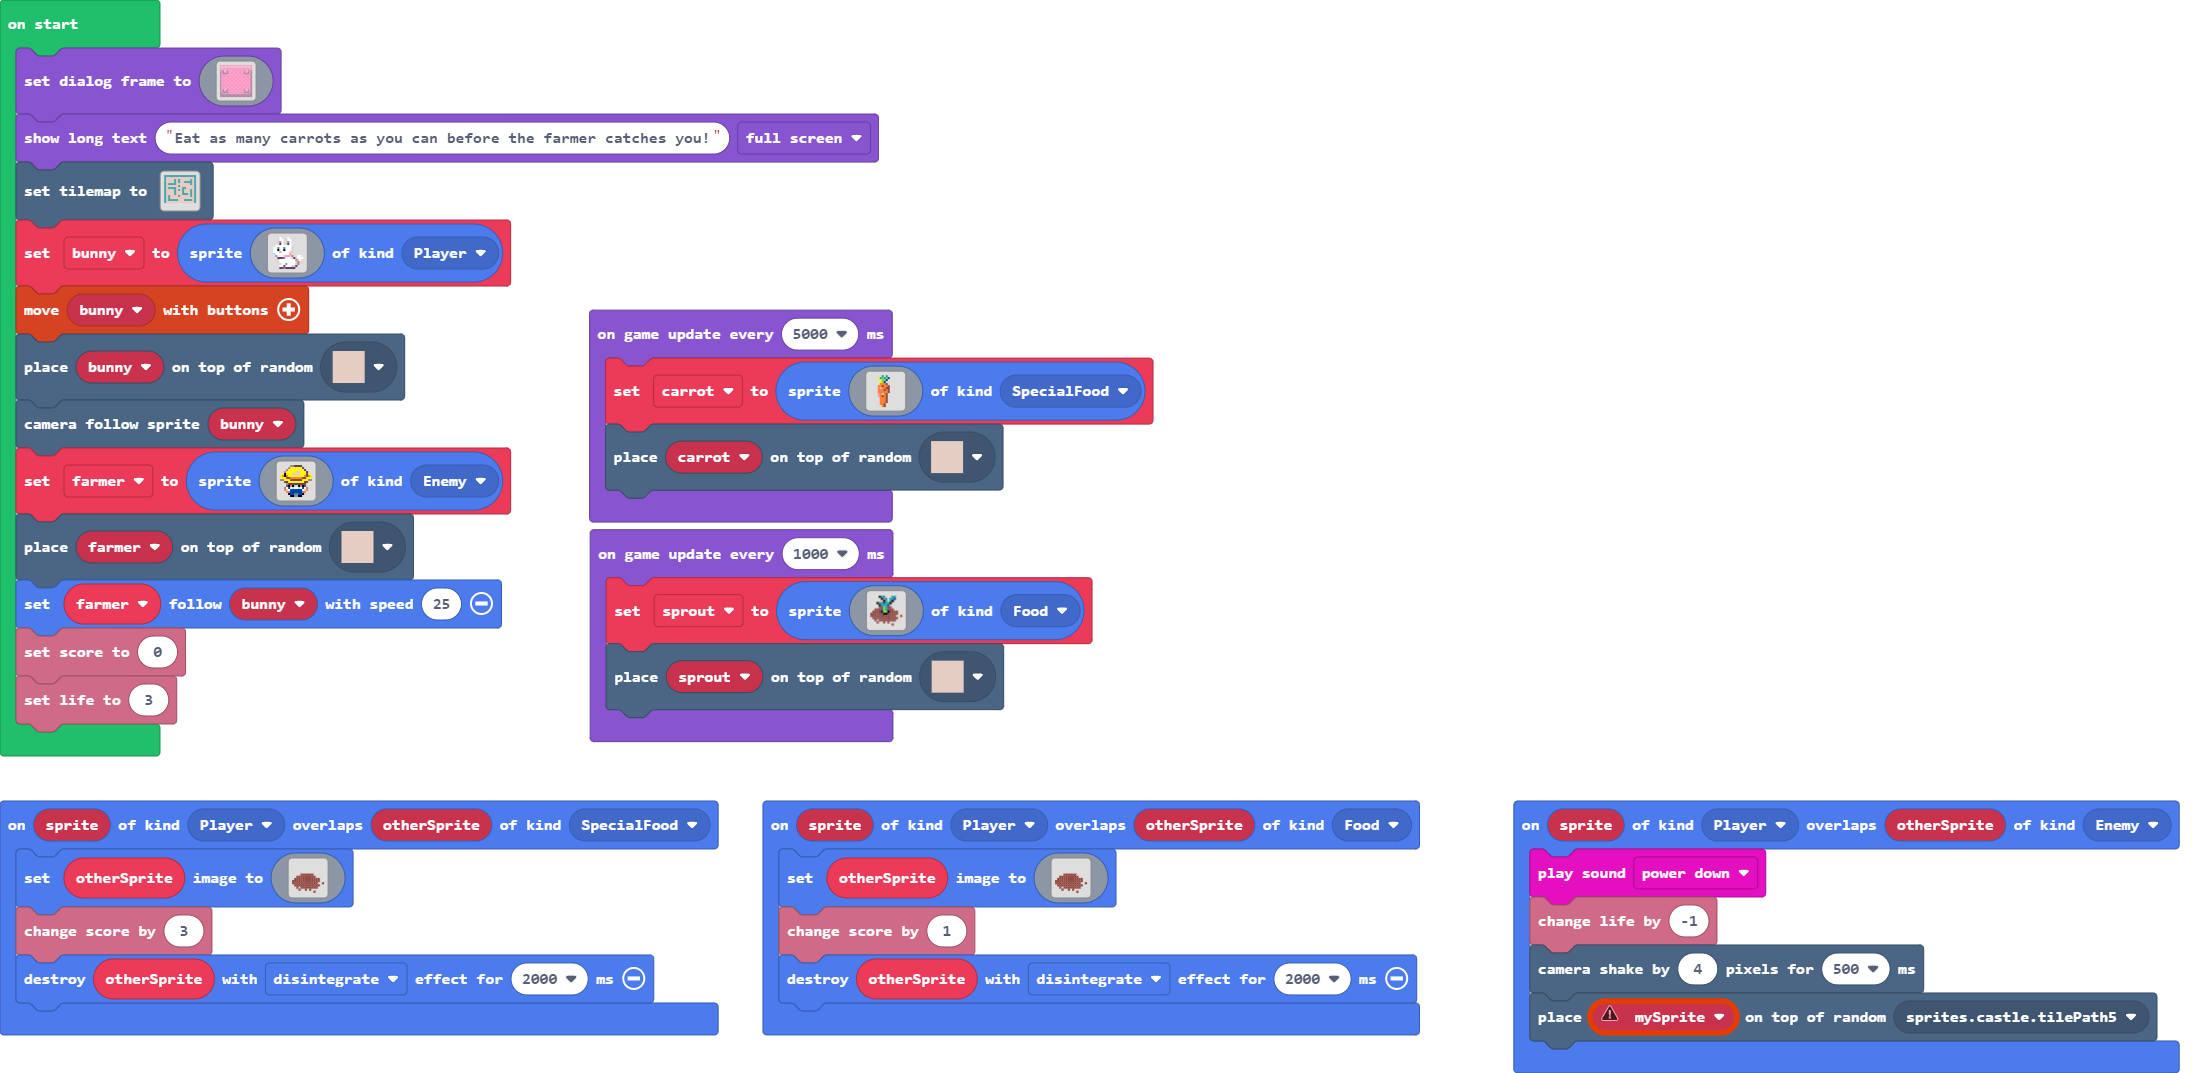 on start
set dialog frame to
show long text "Eat as many carrots as you can before the farmer catches you!" full screen
set tilemap to
set bunny to sprite of kind Player
move bunny with buttons
place bunny on top of random
camera follow sprite bunny
set farmer to sprite of kind Enemy
place farmer on top of random
set farmer follow bunny with speed 25
set score to 0
set life to 3
on game update every 5000 ms
set carrot to sprite of kind SpecialFood
place carrot on top of random
on game update every 1000 ms
set sprout to sprite of kind Food
place sprout on top of random
on sprite of kind Player overlaps otherSprite of kind SpecialFood
set otherSprite image to
change score by 3
destroy otherSprite with disintegrate effect for 2000 ms
on sprite of kind Player overlaps otherSprite of kind Food
set otherSprite image to
change score by 1
destroy otherSprite with disintegrate effect for 2000 ms
on sprite of kind Player overlaps otherSprite of kind Enemy
play sound power down
change life by -1
camera shake by 4 pixels for 500 ms
place mySprite on top of random sprites.castle.tilePath5